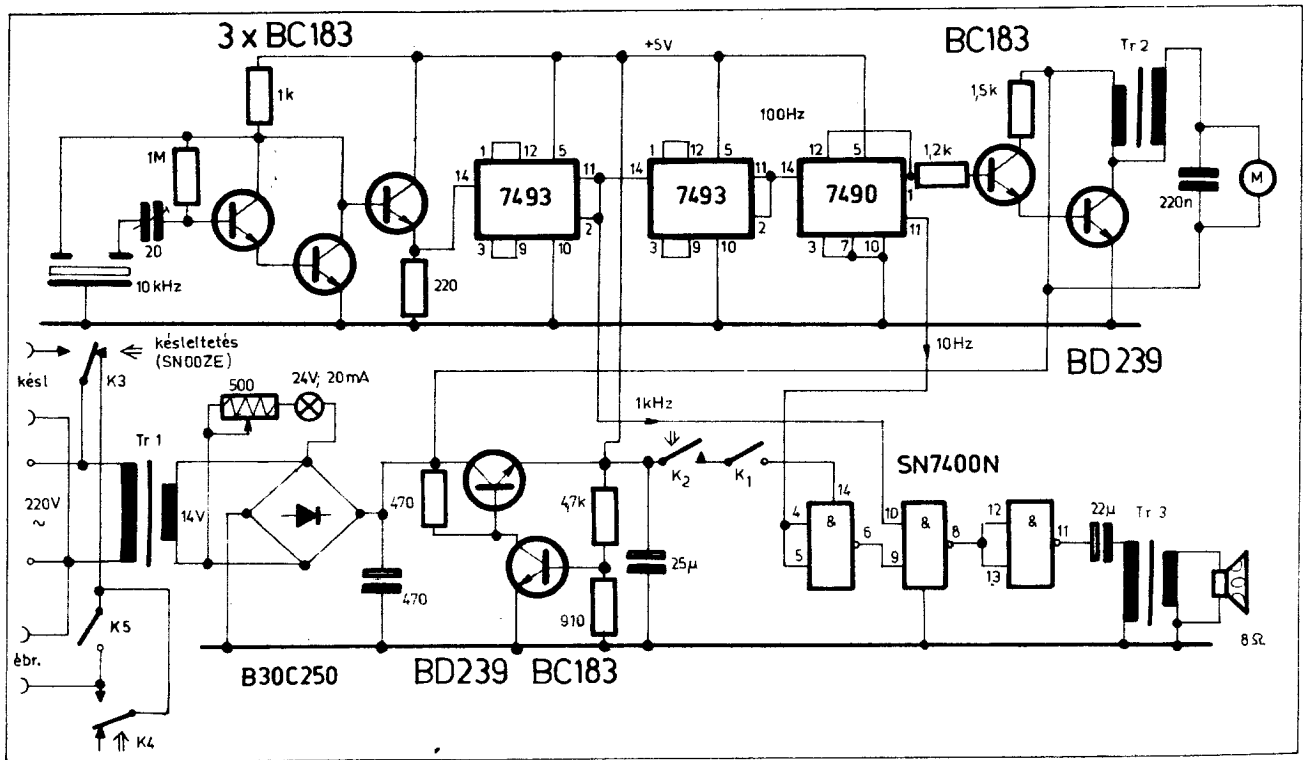 3 x BC183
BC183
Tr 2
+5V
1k
1,5k
100Hz
1M
1 12 5
1 12 5
12 5
1,2k
14
7493
11
2
14
7493
11
2
14
7490
1
11
M
220n
20
3 9 10
3 9 10
3 7 10
10 kHz
220
késleltetés
(SNOOZE)
10Hz
BD 239
késl
K3
500
24V; 20mA
1kHz
Tr 1
SN7400N
K2
K1
220V
~
14V
470
4,7k
14
4
5
&
6
10
9
&
8
12
13
&
11
22μ
Tr 3
470
910
25μ
K5
8Ω
ébr.
B30C250
BD239
BC183
K4